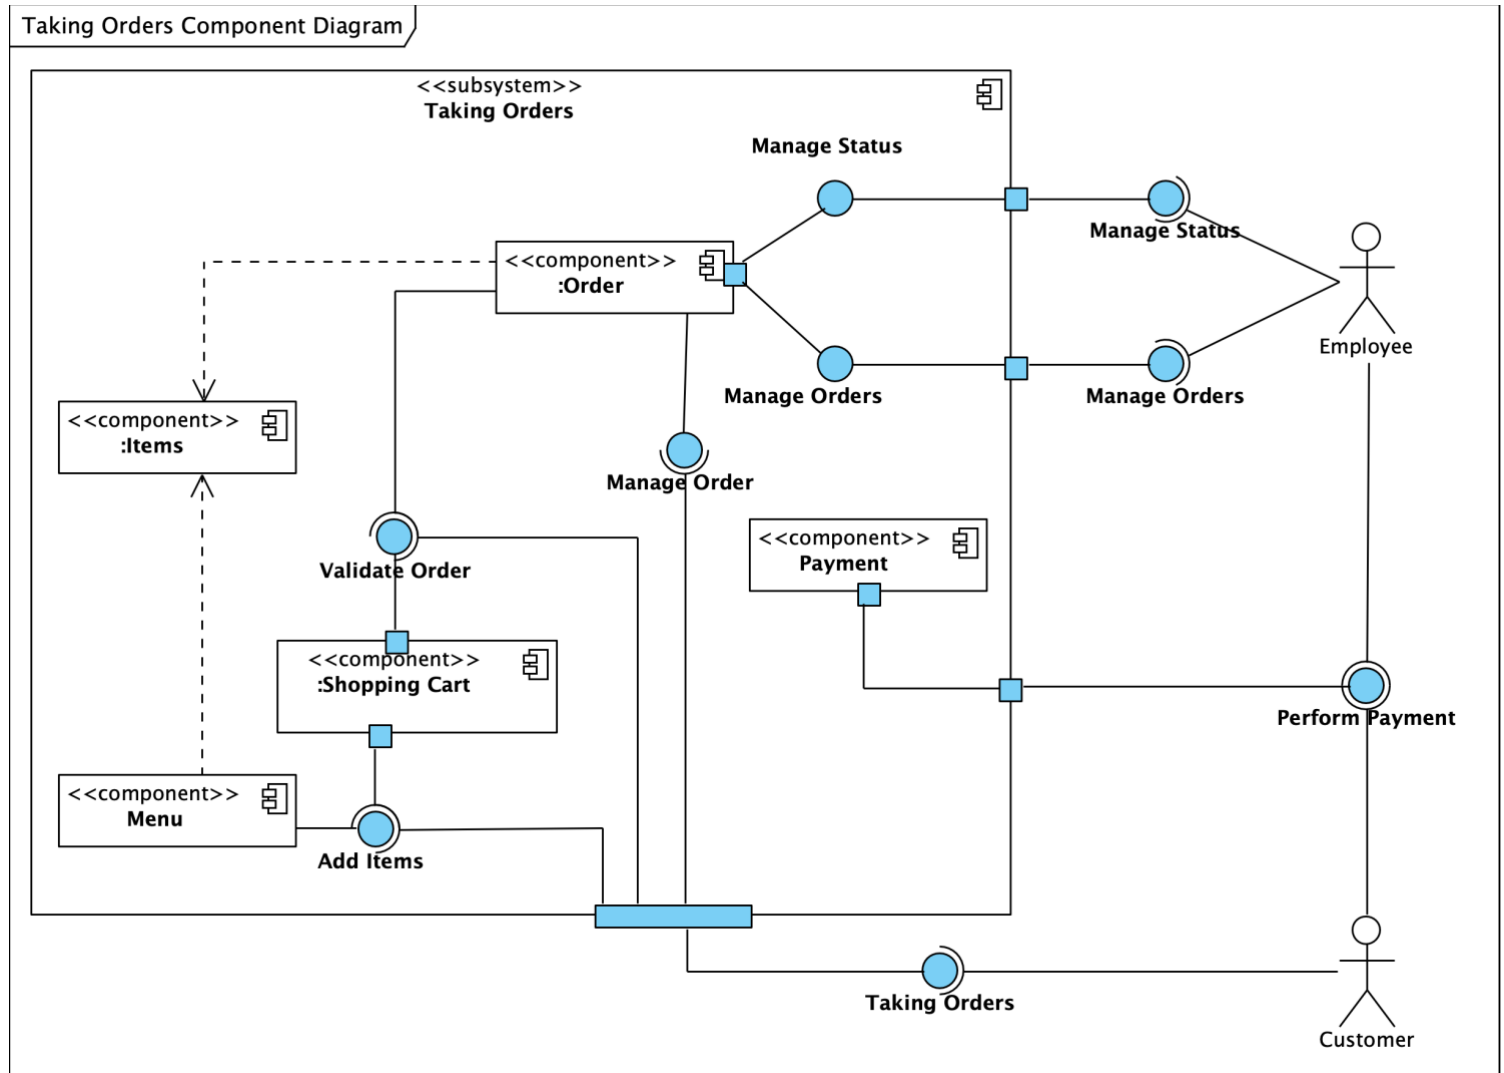 Taking Orders Component Diagram
<<subsystem>>
Taking Orders
Manage Status
Manage Status
<<component>>
:Order
Employee
Manage Orders
Manage Orders
<<component>>
:Items
Manage Order
<<component>>
Payment
Validate Order
<<component>>
:Shopping Cart
Perform Payment
<<component>>
Menu
Add Items
Taking Orders
Customer